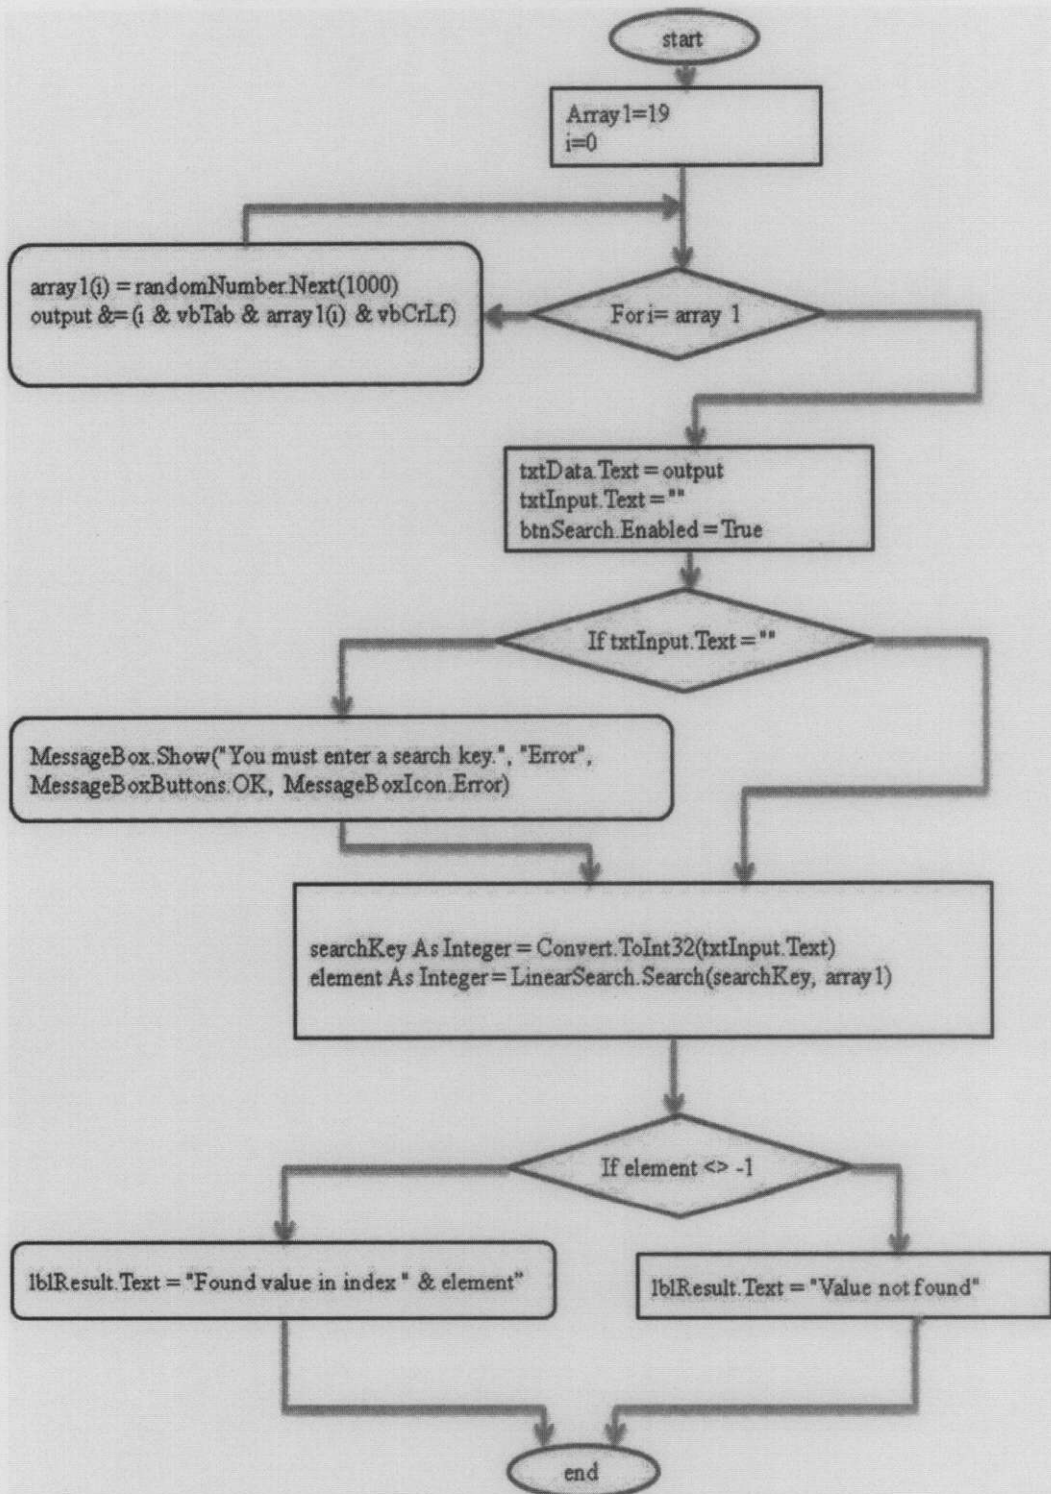 start
Array1=19
i=0
array1(i) = randomNumber.Next(1000)
output &= (i & vbTab & array1(i) & vbCrLf)
For i= array 1
txtData.Text = output
txtInput.Text = ""
btnSearch.Enabled = True
If txtInput.Text = ""
MessageBox.Show("You must enter a search key.", "Error",
MessageBoxButtons.OK, MessageBoxIcon.Error)
searchKey As Integer = Convert.ToInt32(txtInput.Text)
element As Integer= LinearSearch.Search(searchKey, array1)
If element <> -1
lblResult.Text = "Found value in index " & element"
lblResult.Text = "Value not found"
end